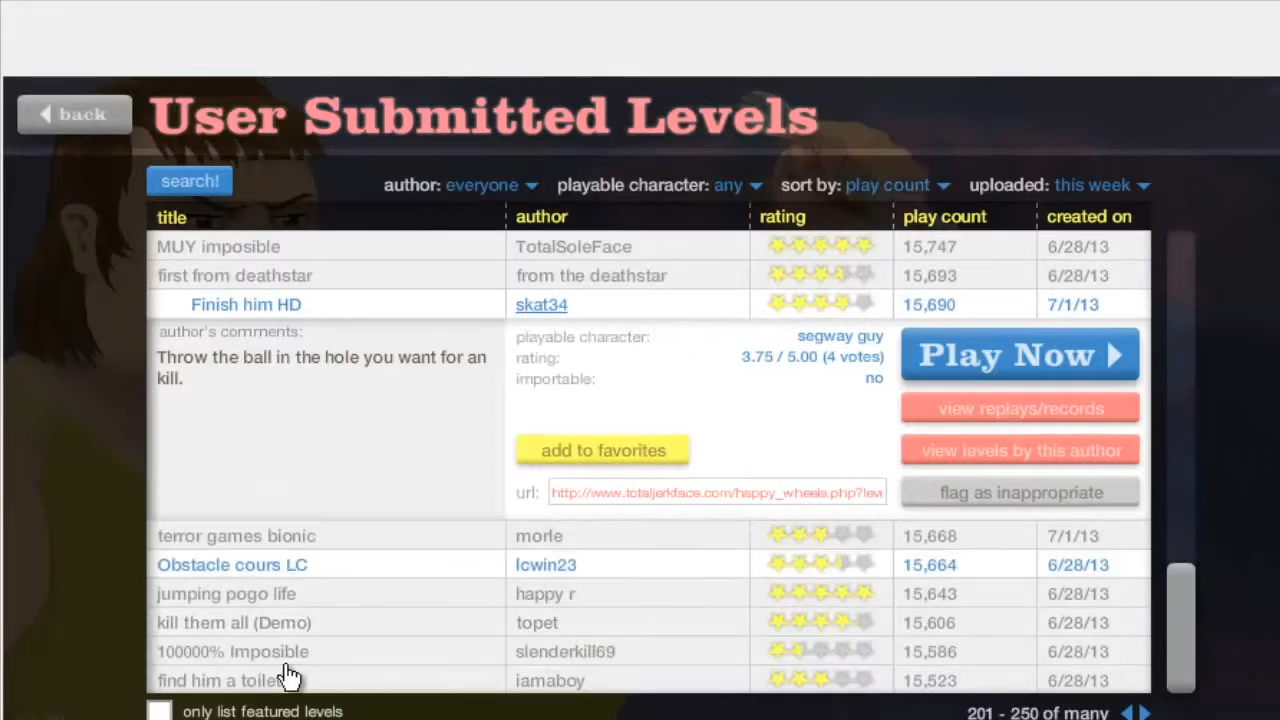 back
User Submitted Levels
search!
author: everyone playable character: any sort by: play count uploaded: this week
title author rating play count created on
MUY imposible TotalSoleFace 15,747 6/28/13
first from deathstar from the deathstar 15,693 6/28/13
Finish him HD skat34 15,690 7/1/13
author's comments:
Throw the ball in the hole you want for an
kill.
playable character: segway guy
rating: 3.75 / 5.00 (4 votes)
importable: no
add to favorites
url: http://www.totaljerkface.com/happy_wheels.php?leve
Play Now
view replays/records
view levels by this author
flag as inappropriate
terror games bionic morle 15,668 7/1/13
Obstacle cours LC lcwin23 15,664 6/28/13
jumping pogo life happy r 15,643 6/28/13
kill them all (Demo) topet 15,606 6/28/13
100000% Imposible slenderkill69 15,586 6/28/13
find him a toilet iamaboy 15,523 6/28/13
only list featured levels 201 - 250 of many